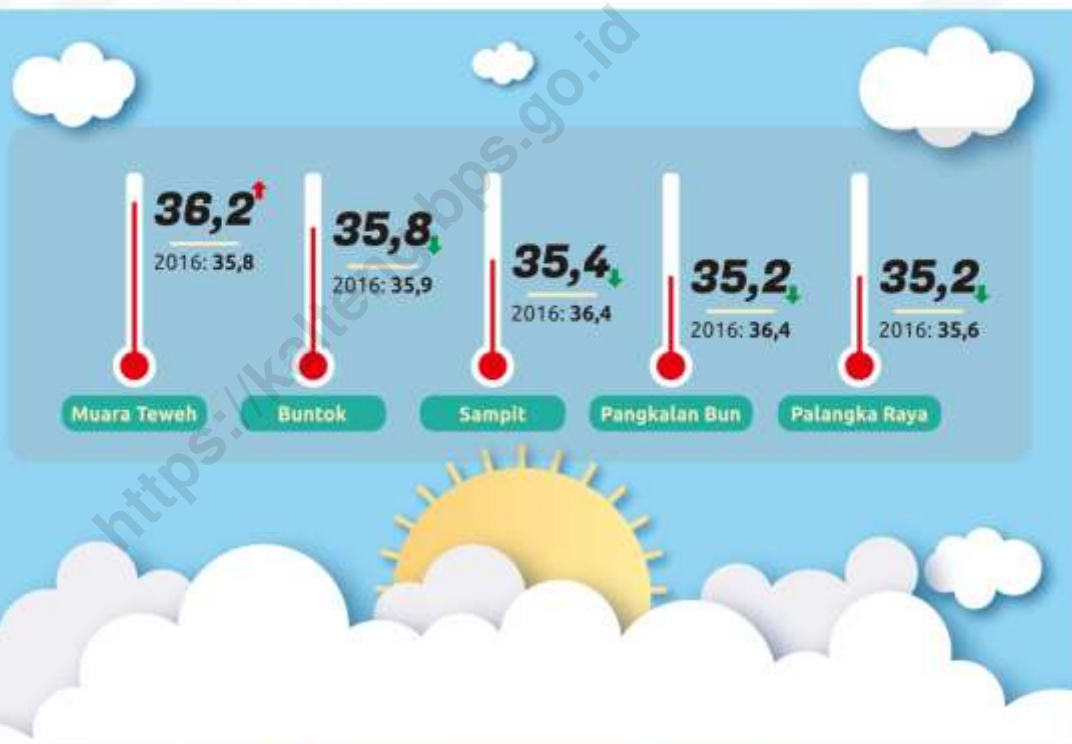 36,2
2016: 35,8
Muara Teweh
35,8
2016: 35,9
Buntok
35,4
2016: 36,4
Sampit
35,2
2016: 36,4
Pangkalan Bun
35,2
2016: 35,6
Palangka Raya
https://kalteng.bps.go.id